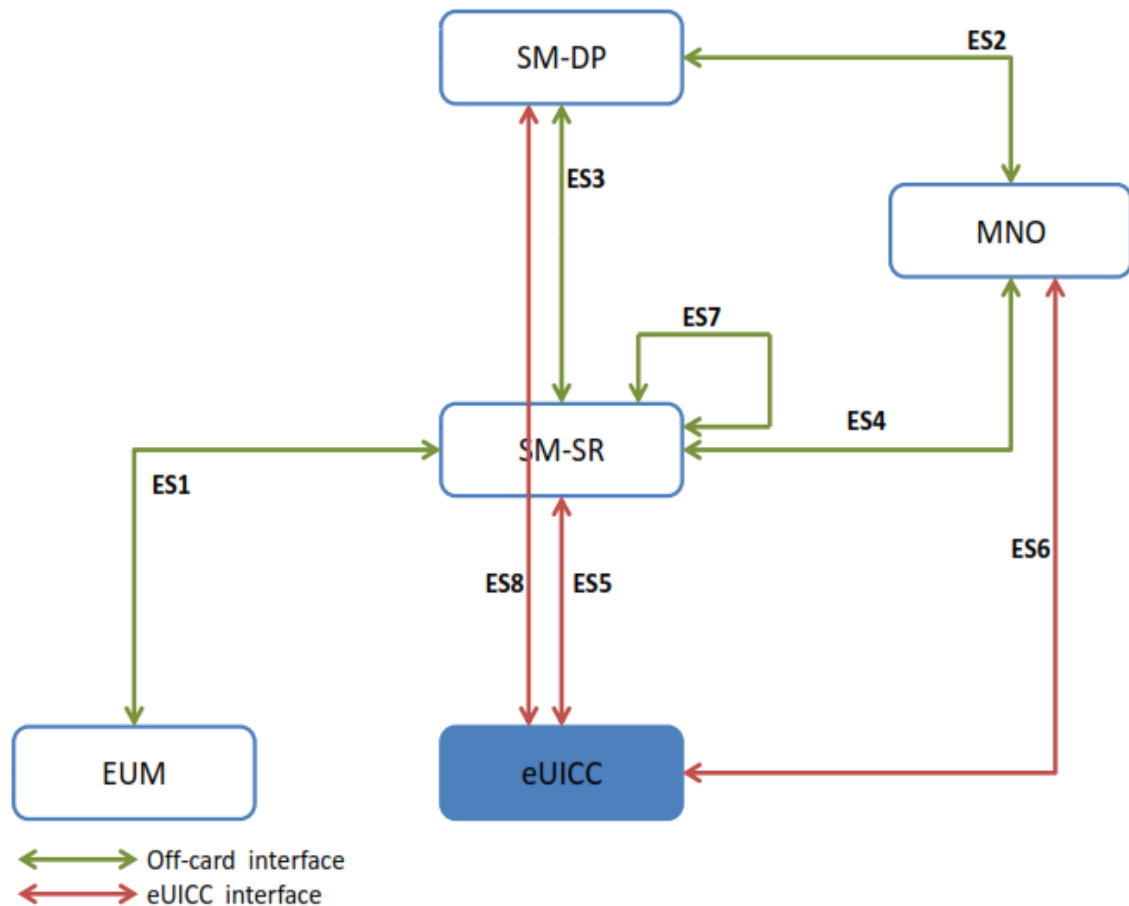 SM-DP
ES2
ES3
MNO
ES7
SM-SR
ES4
ES1
ES6
ES8
ES5
EUM
eUICC
Off-card interface
eUICC interface